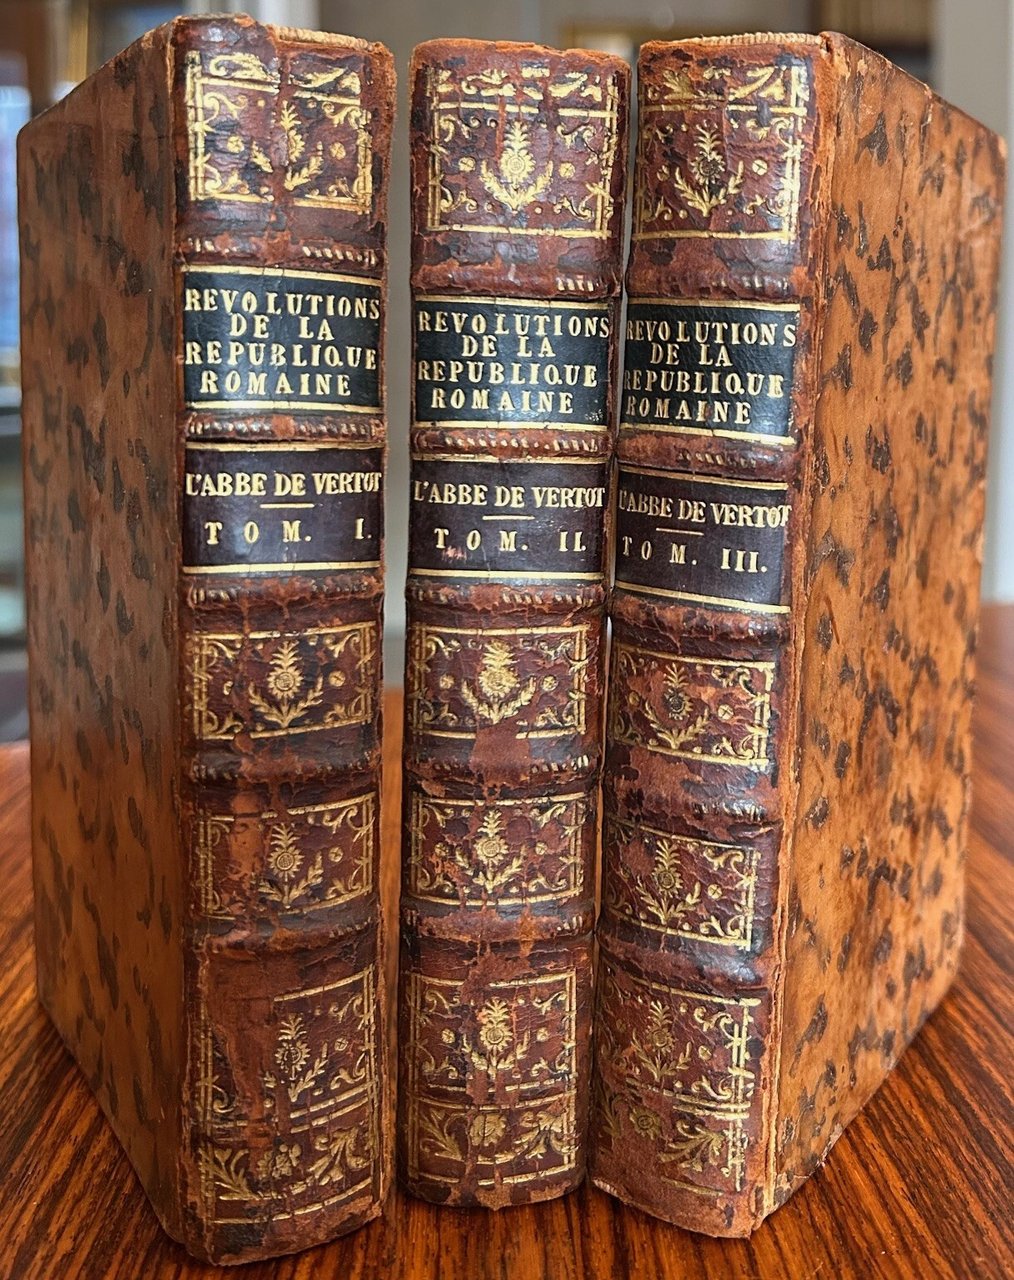 REVOLUTIONS
DE LA
REPUBLIQUE
ROMAINE
L'ABBE DE VERTOT
TOM. I.
REVOLUTIONS
DE LA
REPUBLIQUE
ROMAINE
L'ABBE DE VERTOT
TOM. II.
REVOLUTIONS
DE LA
REPUBLIQUE
ROMAINE
L'ABBE DE VERTOT
TOM. III.